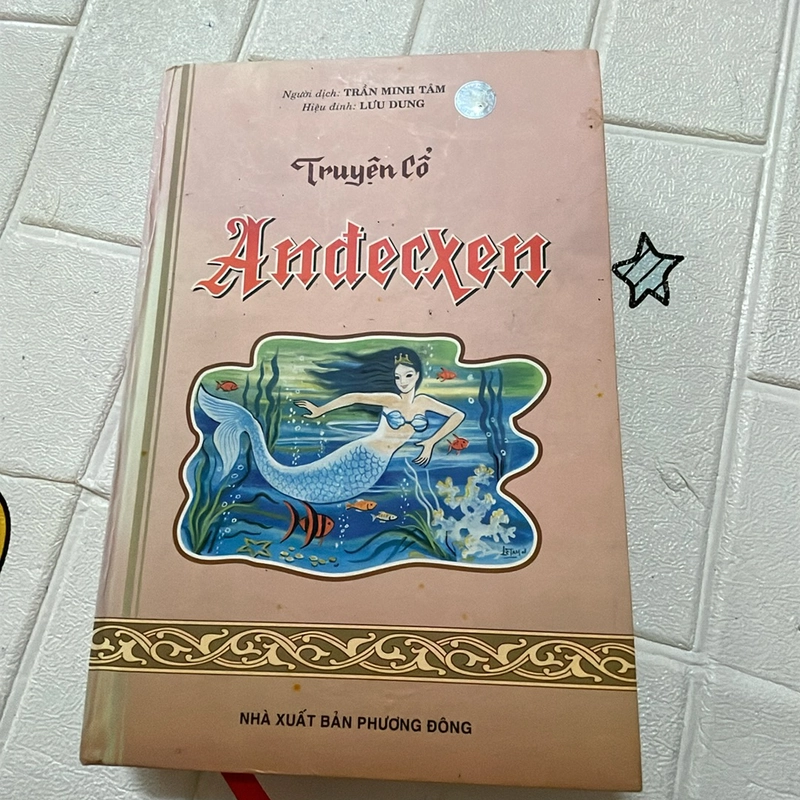 Người dịch: TRẦN MINH TÂM
Hiệu đính: LƯU DUNG
Truyện Cổ
Anđecxen
NHÀ XUẤT BẢN PHƯƠNG ĐÔNG